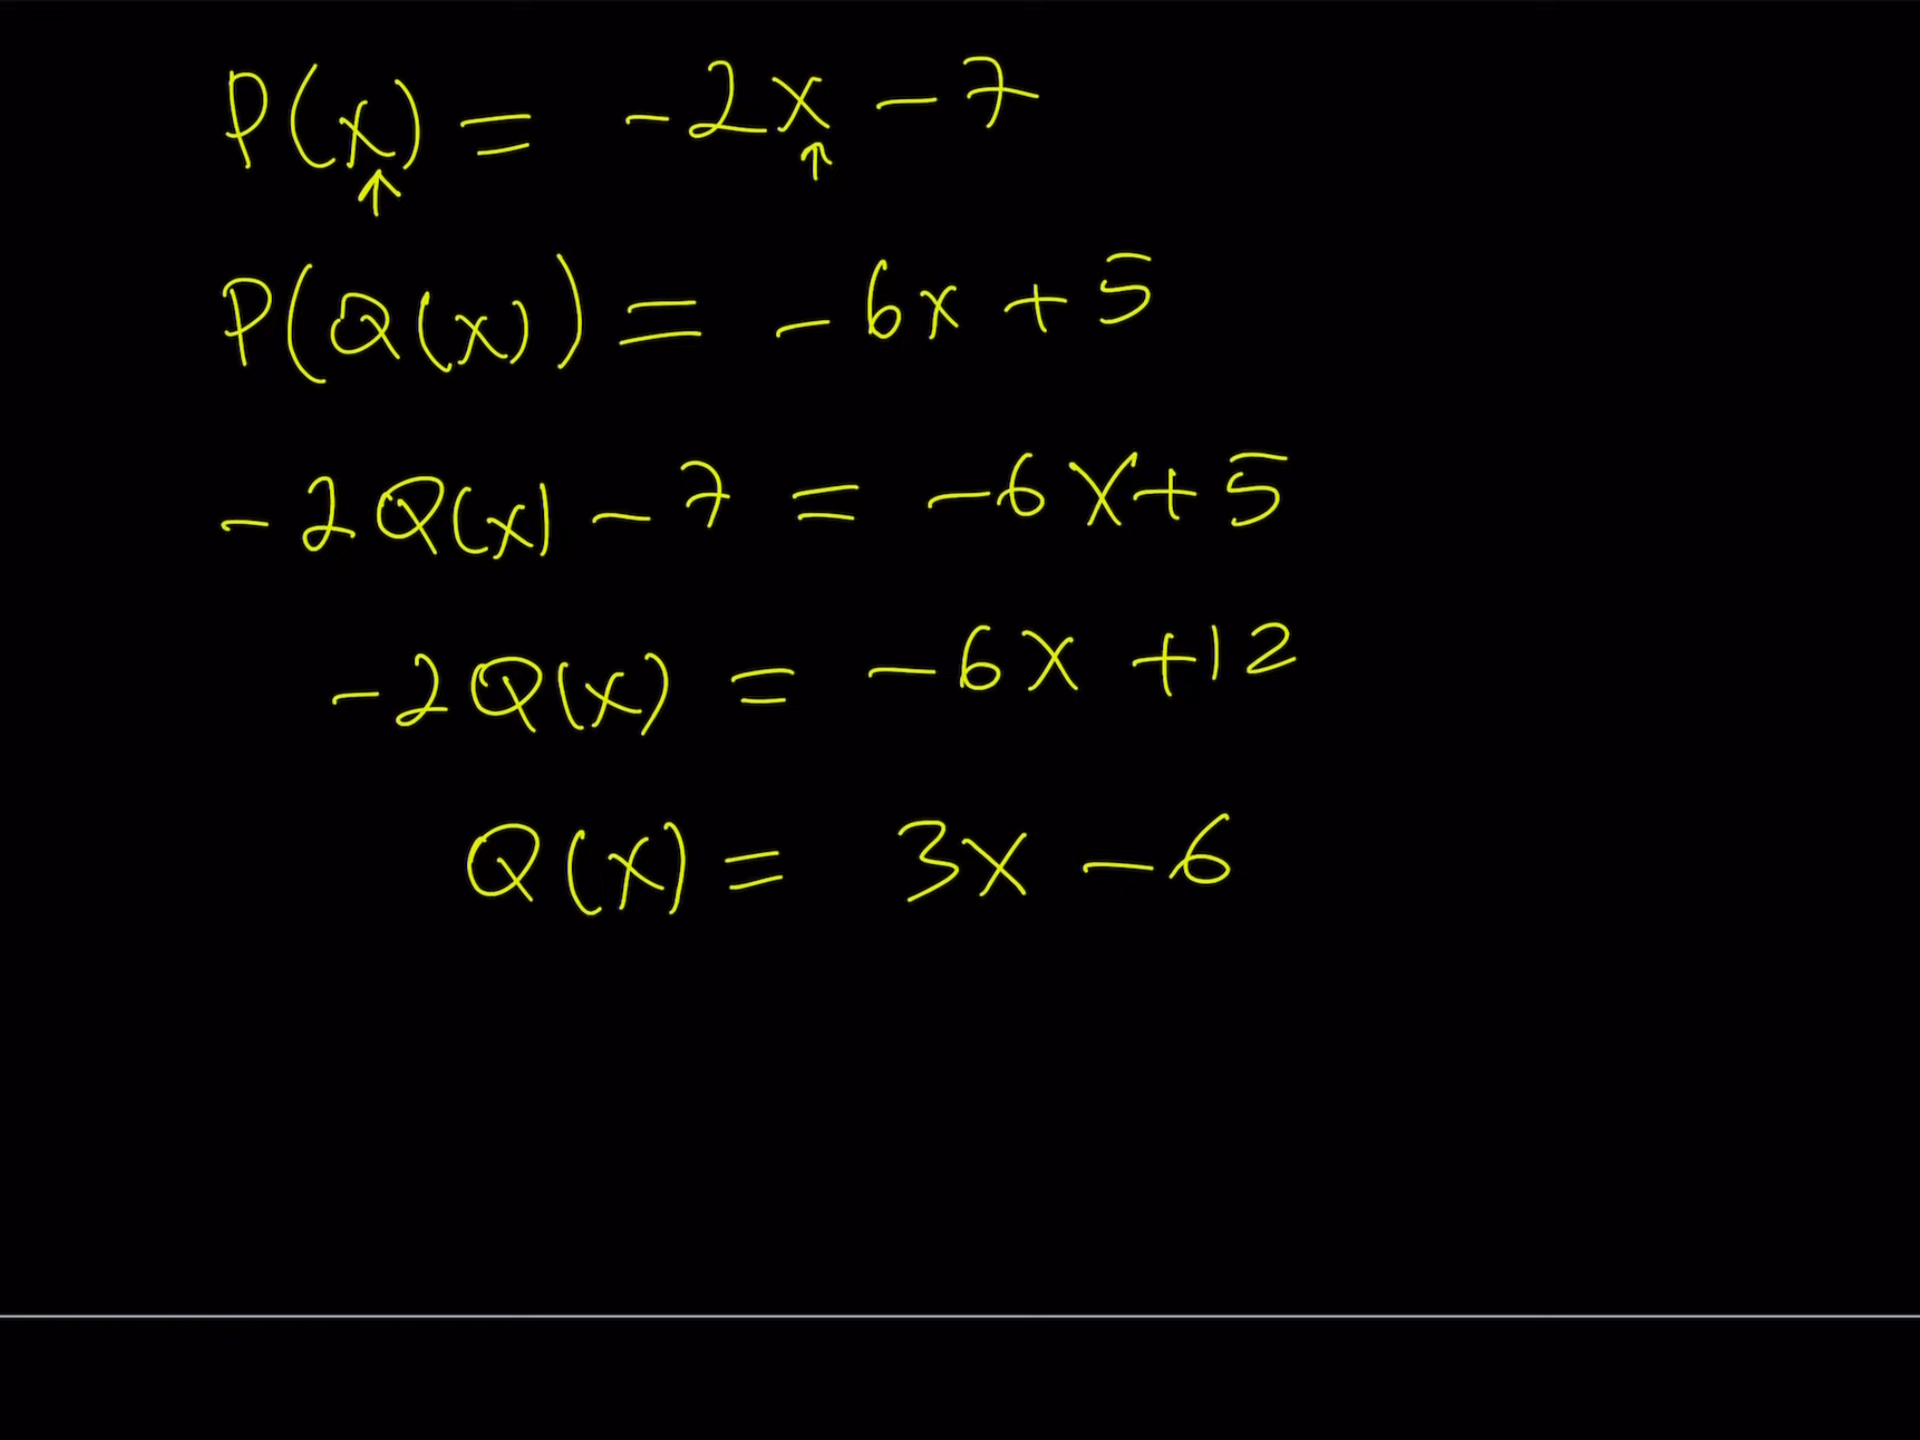 P(x) = -2x - 7
↑ ↑
P(Q(x)) = -6x + 5
-2Q(x) - 7 = -6x + 5
-2Q(x) = -6x + 12
Q(x) = 3x - 6